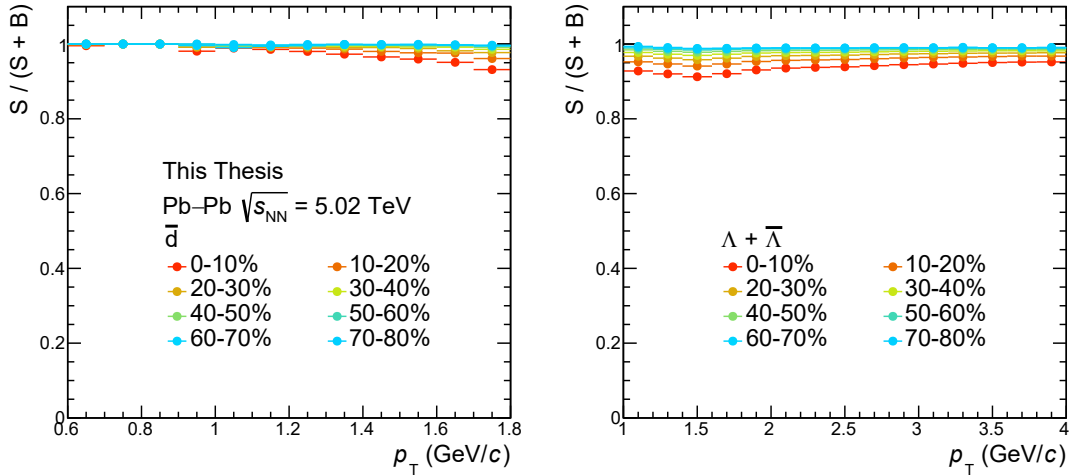 S / (S + B)
1
0.8
0.6
0.4
0.2
0
This Thesis
Pb–Pb √s_NN = 5.02 TeV
d̅
0-10% 10-20%
20-30% 30-40%
40-50% 50-60%
60-70% 70-80%
0.6 0.8 1 1.2 1.4 1.6 1.8
p_T (GeV/c)
S / (S + B)
1
0.8
0.6
0.4
0.2
0
Λ + Λ̅
0-10% 10-20%
20-30% 30-40%
40-50% 50-60%
60-70% 70-80%
1 1.5 2 2.5 3 3.5 4
p_T (GeV/c)